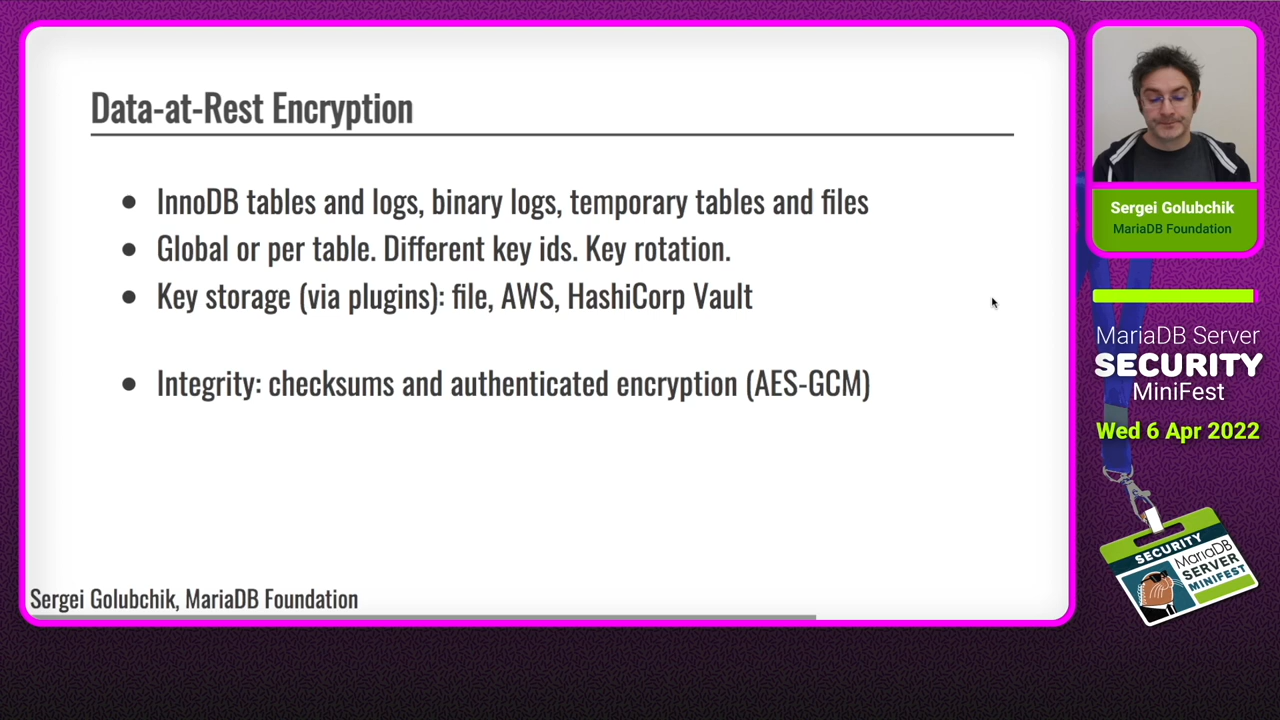 Data-at-Rest Encryption
● InnoDB tables and logs, binary logs, temporary tables and files
● Global or per table. Different key ids. Key rotation.
● Key storage (via plugins): file, AWS, HashiCorp Vault
● Integrity: checksums and authenticated encryption (AES-GCM)
Sergei Golubchik, MariaDB Foundation
Sergei Golubchik
MariaDB Foundation
MariaDB Server
SECURITY
MiniFest
Wed 6 Apr 2022
SECURITY
MariaDB
SERVER
MINIFEST